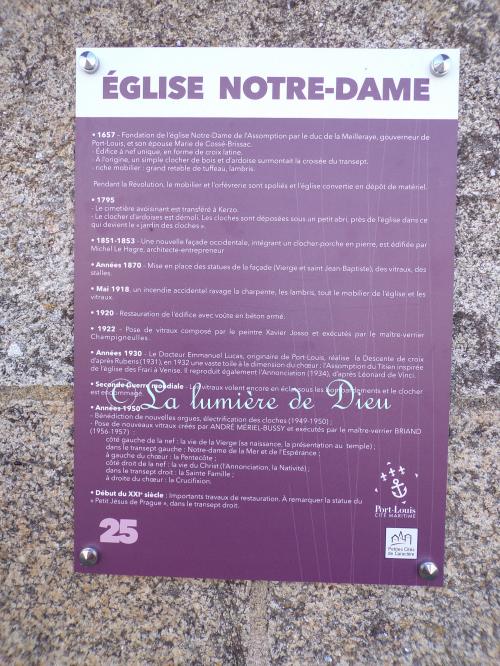 ÉGLISE NOTRE-DAME
• 1657 - Fondation de l'église Notre-Dame de l'Assomption par le duc de la Meilleraye, gouverneur de
Port-Louis, et son épouse Marie de Cossé-Brissac.
- Édifice à nef unique, en forme de croix latine.
- À l'origine, un simple clocher de bois et d'ardoise surmontait la croisée du transept.
- riche mobilier : grand retable de tuffeau, lambris.
Pendant la Révolution, le mobilier et l'orfèvrerie sont spoliés et l'église convertie en dépôt de matériel.
• 1795
- Le cimetière avoisinant est transféré à Kerzo.
- Le clocher d'ardoises est démoli. Les cloches sont déposées sous un petit abri, près de l'église dans ce
qui devient le « jardin des cloches ».
• 1851-1853 - Une nouvelle façade occidentale, intégrant un clocher-porche en pierre, est édifiée par
Michel Le Hagre, architecte-entrepreneur
• Années 1870 - Mise en place des statues de la façade (Vierge et saint Jean-Baptiste), des vitraux, des
stalles.
• Mai 1918, un incendie accidentel ravage la charpente, les lambris, tout le mobilier de l'église et les
vitraux.
• 1920 - Restauration de l'édifice avec voûte en béton armé.
• 1922 - Pose de vitraux composé par le peintre Xavier Josso et exécutés par le maître-verrier
Champigneulles.
• Années 1930 - Le Docteur Emmanuel Lucas, originaire de Port-Louis, réalise la Descente de croix
d'après Rubens (1931), en 1932 une vaste toile à la dimension du chœur : l'Assomption du Titien inspirée
de l'église des Frari à Venise. Il reproduit également l'Annonciation (1934), d'après Léonard de Vinci.
• Seconde Guerre mondiale - Les vitraux volent encore en éclats sous les bombardements et le clocher
est endommagé.
© La lumière de Dieu
• Années 1950
- Bénédiction de nouvelles orgues, électrification des cloches (1949-1950) ;
- Pose de nouveaux vitraux créés par ANDRÉ MÉRIEL-BUSSY et exécutés par le maître-verrier BRIAND
(1956-1957) :
côté gauche de la nef : la vie de la Vierge (sa naissance, la présentation au temple) ;
dans le transept gauche : Notre-dame de la Mer et de l'Espérance ;
à gauche du chœur : la Pentecôte ;
côté droit de la nef : la vie du Christ (l'Annonciation, la Nativité) ;
dans le transept droit : la Sainte Famille ;
à droite du chœur : la Crucifixion.
• Début du XXIe siècle : Importants travaux de restauration. À remarquer la statue du
« Petit Jésus de Prague », dans le transept droit.
25
Port-Louis
CITÉ MARITIME
Petites Cités
de Caractère